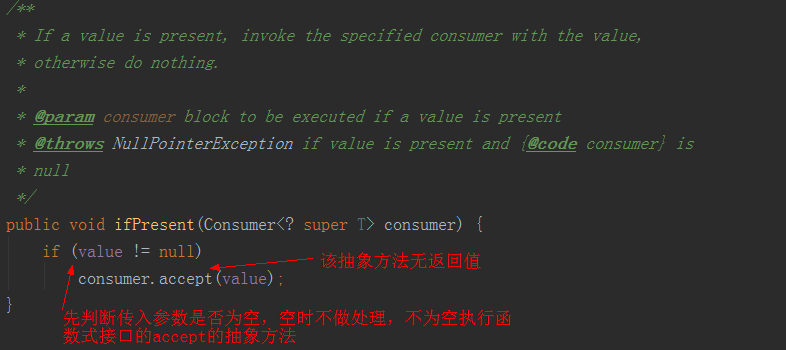 /**
* If a value is present, invoke the specified consumer with the value,
* otherwise do nothing.
*
* @param consumer block to be executed if a value is present
* @throws NullPointerException if value is present and {@code consumer} is
* null
*/
public void ifPresent(Consumer<? super T> consumer) {
if (value != null)
该抽象方法无返回值
consumer.accept(value);
}
先判断传入参数是否为空，空时不做处理，不为空执行函
数式接口的accept的抽象方法